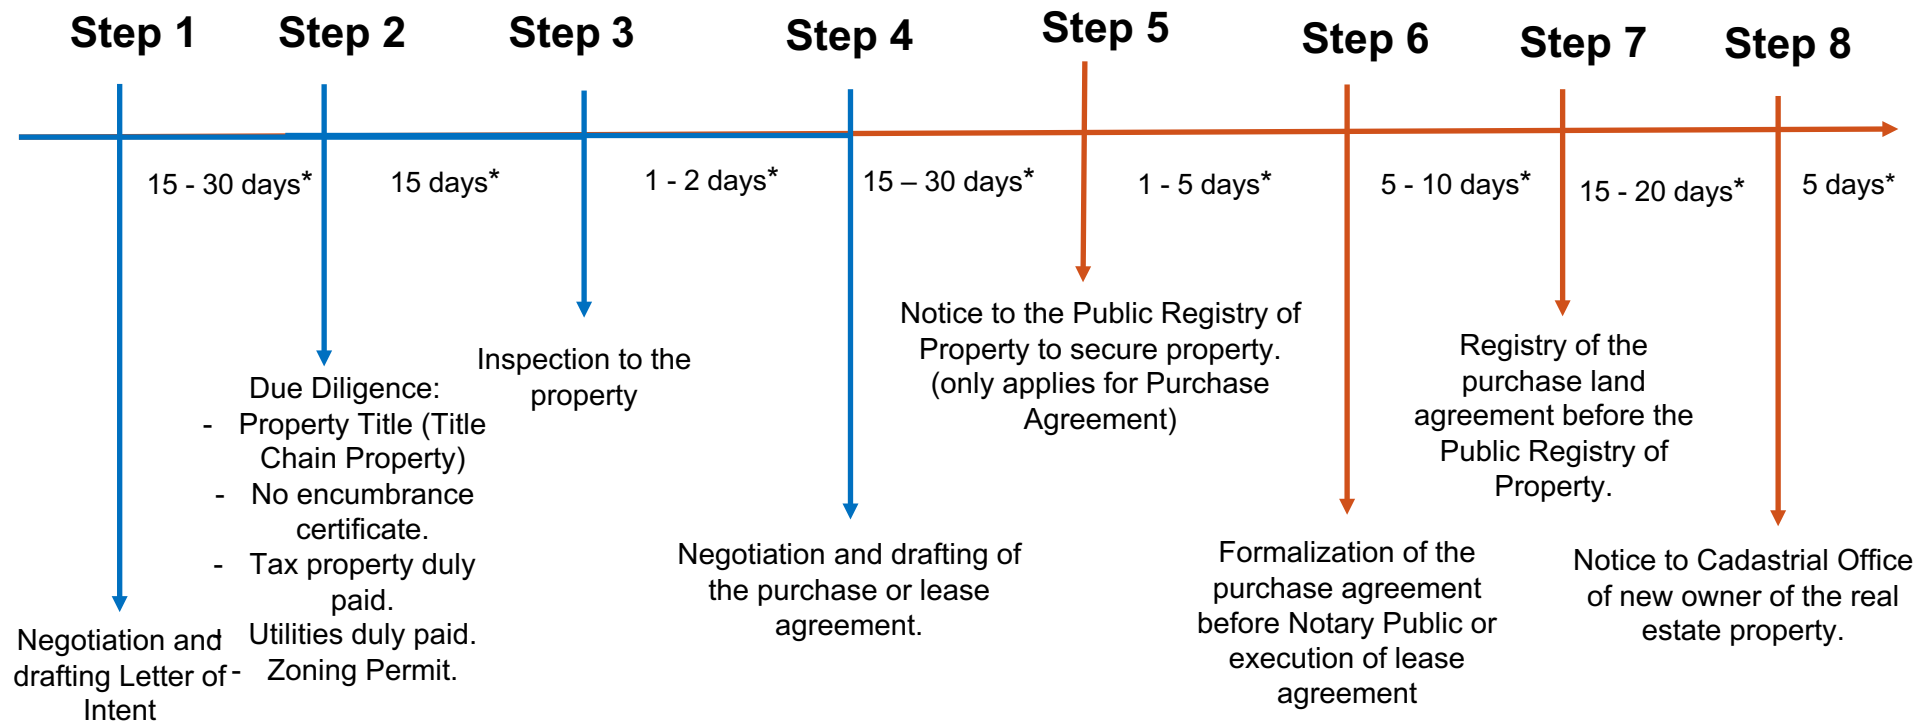 Step 1
Step 2
Step 3
Step 4
Step 5
Step 6
Step 7
Step 8
15 - 30 days*
15 days*
1 - 2 days*
15 – 30 days*
1 - 5 days*
5 - 10 days*
15 - 20 days*
5 days*
Negotiation and
drafting Letter of
Intent
Due Diligence:
- Property Title (Title
Chain Property)
- No encumbrance
certificate.
- Tax property duly
paid.
- Utilities duly paid.
- Zoning Permit.
Inspection to the
property
Negotiation and drafting of
the purchase or lease
agreement.
Notice to the Public Registry of
Property to secure property.
(only applies for Purchase
Agreement)
Formalization of the
purchase agreement
before Notary Public or
execution of lease
agreement
Registry of the
purchase land
agreement before the
Public Registry of
Property.
Notice to Cadastrial Office
of new owner of the real
estate property.